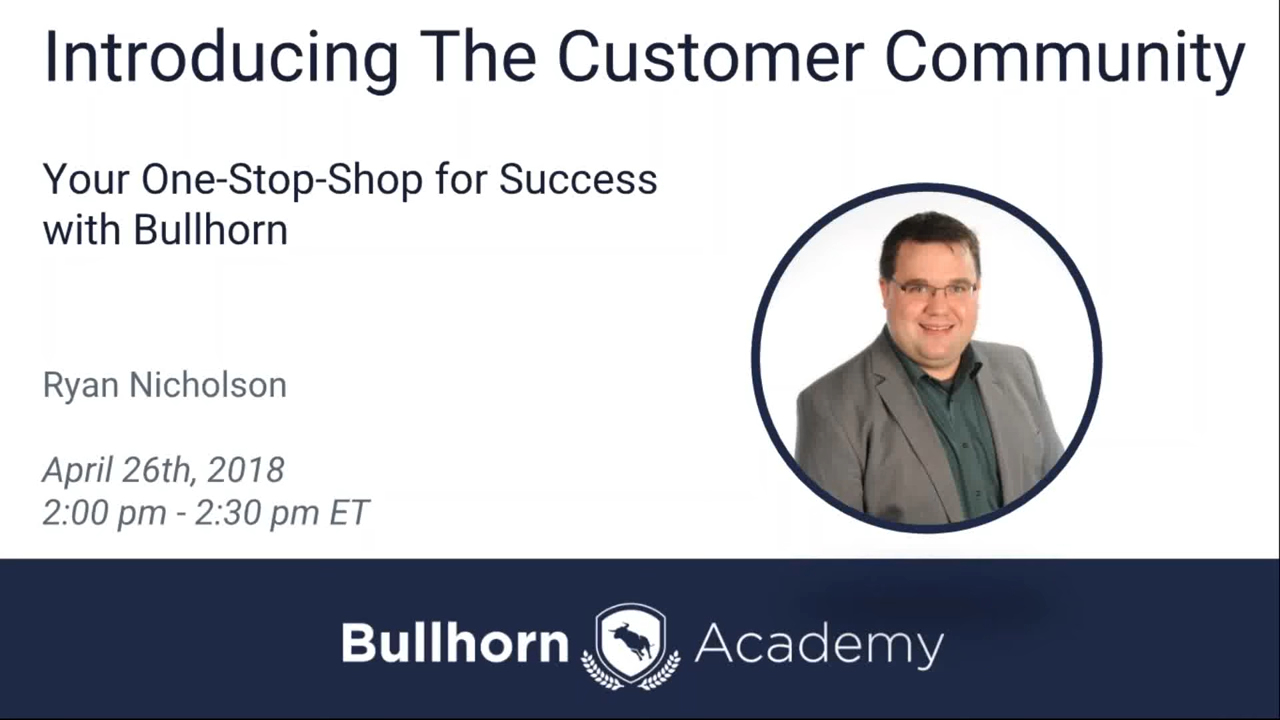 Introducing The Customer Community
Your One-Stop-Shop for Success
with Bullhorn
Ryan Nicholson
April 26th, 2018
2:00 pm - 2:30 pm ET
Bullhorn Academy